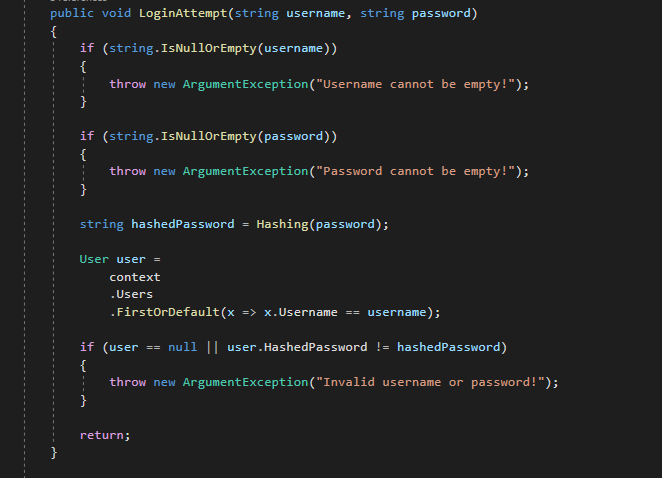 public void LoginAttempt(string username, string password)
{
if (string.IsNullOrEmpty(username))
{
throw new ArgumentException("Username cannot be empty!");
}
if (string.IsNullOrEmpty(password))
{
throw new ArgumentException("Password cannot be empty!");
}
string hashedPassword = Hashing(password);
User user =
context
.Users
.FirstOrDefault(x => x.Username == username);
if (user == null || user.HashedPassword != hashedPassword)
{
throw new ArgumentException("Invalid username or password!");
}
return;
}